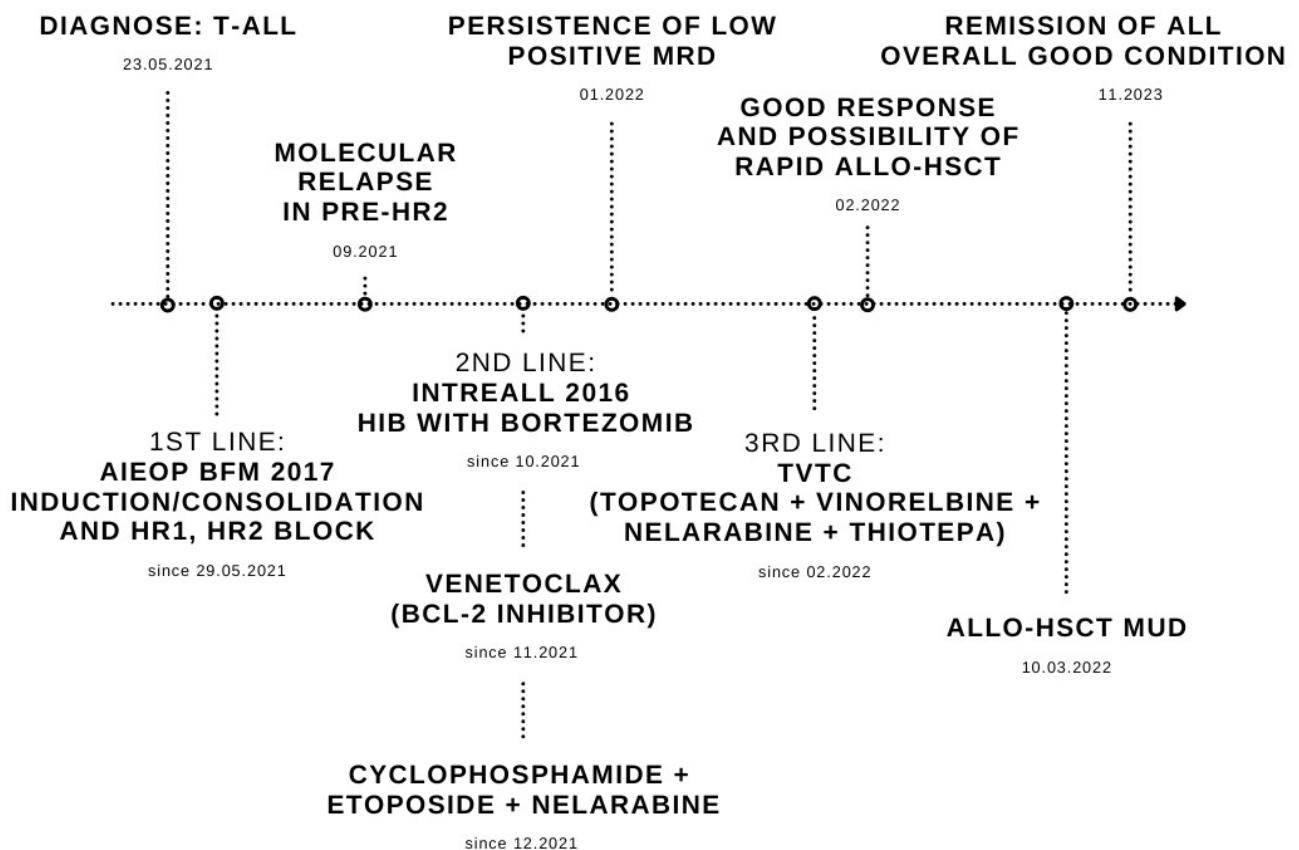 DIAGNOSE: T-ALL
23.05.2021
PERSISTENCE OF LOW
POSITIVE MRD
01.2022
REMISSION OF ALL
OVERALL GOOD CONDITION
11.2023
GOOD RESPONSE
AND POSSIBILITY OF
RAPID ALLO-HSCT
02.2022
MOLECULAR
RELAPSE
IN PRE-HR2
09.2021
1ST LINE:
AIEOP BFM 2017
INDUCTION/CONSOLIDATION
AND HR1, HR2 BLOCK
since 29.05.2021
2ND LINE:
INTREALL 2016
HIB WITH BORTEZOMIB
since 10.2021
VENETOCLAX
(BCL-2 INHIBITOR)
since 11.2021
CYCLOPHOSPHAMIDE +
ETOPOSIDE + NELARABINE
since 12.2021
3RD LINE:
TVTC
(TOPOTECAN + VINORELBINE +
NELARABINE + THIOTEPA)
since 02.2022
ALLO-HSCT MUD
10.03.2022